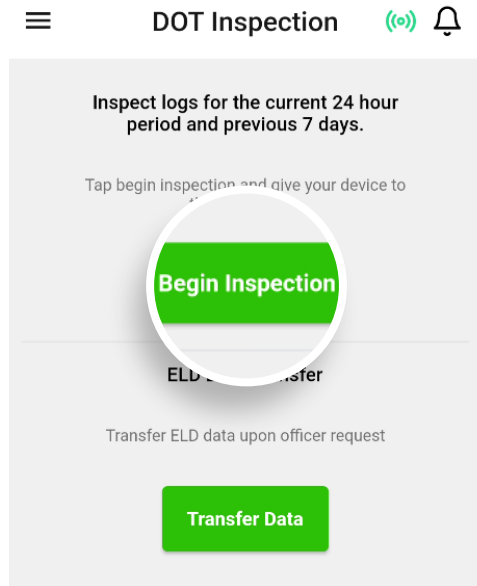 DOT Inspection
Inspect logs for the current 24 hour
period and previous 7 days.
Tap begin inspection and give your device to
Begin Inspection
ELD
Transfer ELD data upon officer request
Transfer Data